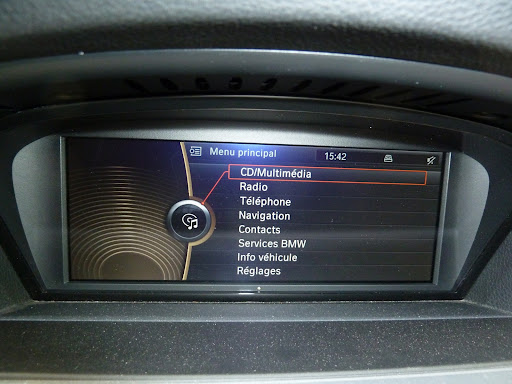 Menu principal 15:42
CD/Multimédia
Radio
Téléphone
Navigation
Contacts
Services BMW
Info véhicule
Réglages